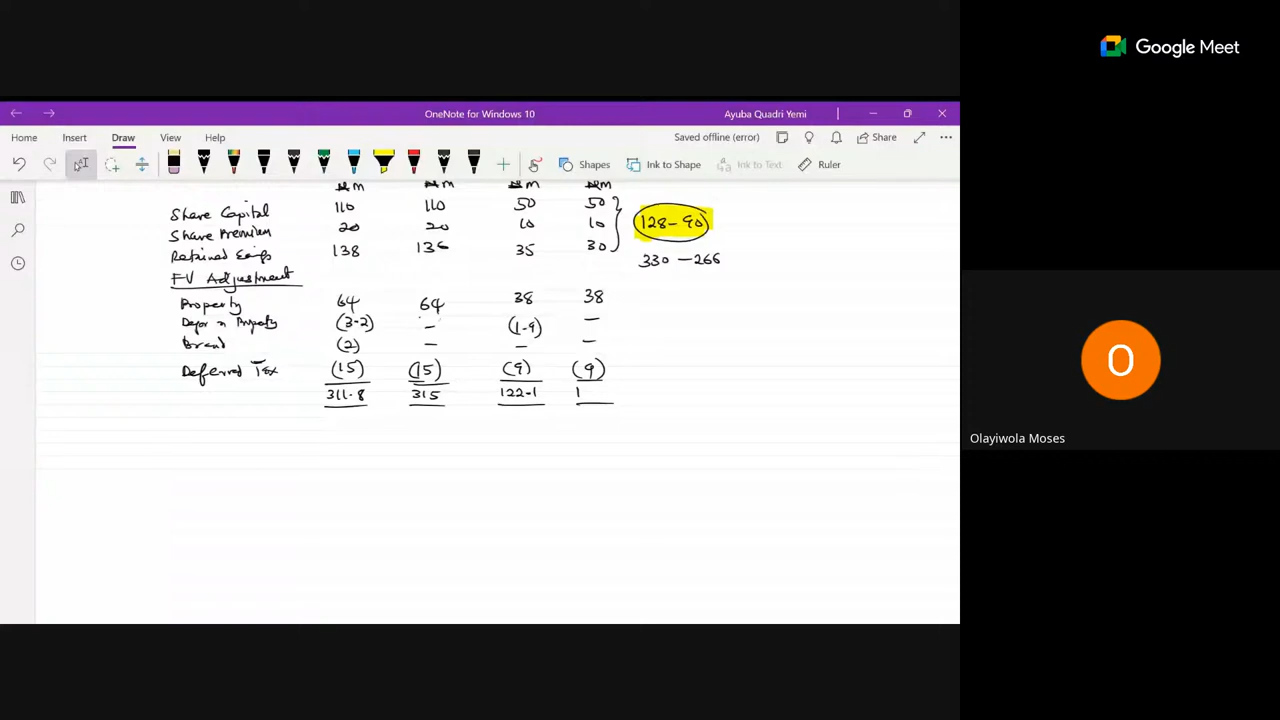 Google Meet
OneNote for Windows 10
Ayuba Quadri Yemi
Home Insert Draw View Help
Saved offline (error) Share
Shapes Ink to Shape Ink to Text Ruler
₦m ₦m ₦m ₦m
Share Capital 110 110 50 50
128-90
Share Premium 20 20 10 10
Retained Earnings 138 136 35 30
330 - 266
FV Adjustment
Property 64 64 38 38
Depr on Property (3-2) - (1-9) -
Brand (2) - - -
Deferred Tax (15) (15) (9) (9)
311-8 315 122-1 1
O
Olayiwola Moses